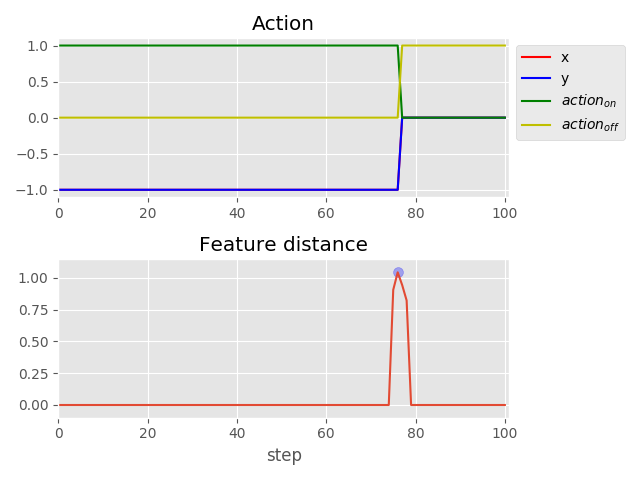 Action
1.0
0.5
0.0
−0.5
−1.0
0 20 40 60 80 100
x
y
action_on
action_off
Feature distance
1.00
0.75
0.50
0.25
0.00
0 20 40 60 80 100
step